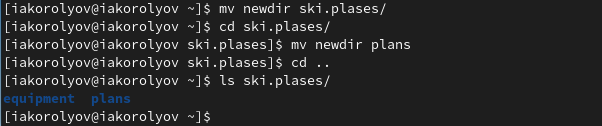 [iakorolyov@iakorolyov ~]$ mv newdir ski.plases/
[iakorolyov@iakorolyov ~]$ cd ski.plases/
[iakorolyov@iakorolyov ski.plases]$ mv newdir plans
[iakorolyov@iakorolyov ski.plases]$ cd ..
[iakorolyov@iakorolyov ~]$ ls ski.plases/
equipment  plans
[iakorolyov@iakorolyov ~]$